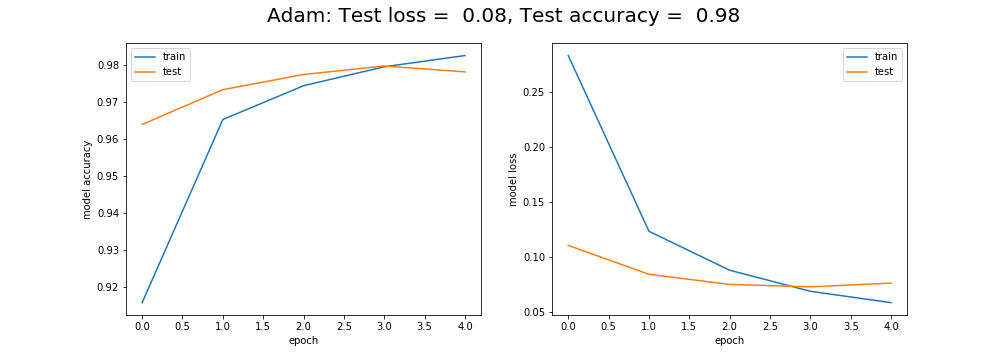 Adam: Test loss =  0.08, Test accuracy =  0.98
model accuracy
0.98
0.97
0.96
0.95
0.94
0.93
0.92
train
test
0.0 0.5 1.0 1.5 2.0 2.5 3.0 3.5 4.0
epoch
model loss
0.25
0.20
0.15
0.10
0.05
train
test
0.0 0.5 1.0 1.5 2.0 2.5 3.0 3.5 4.0
epoch